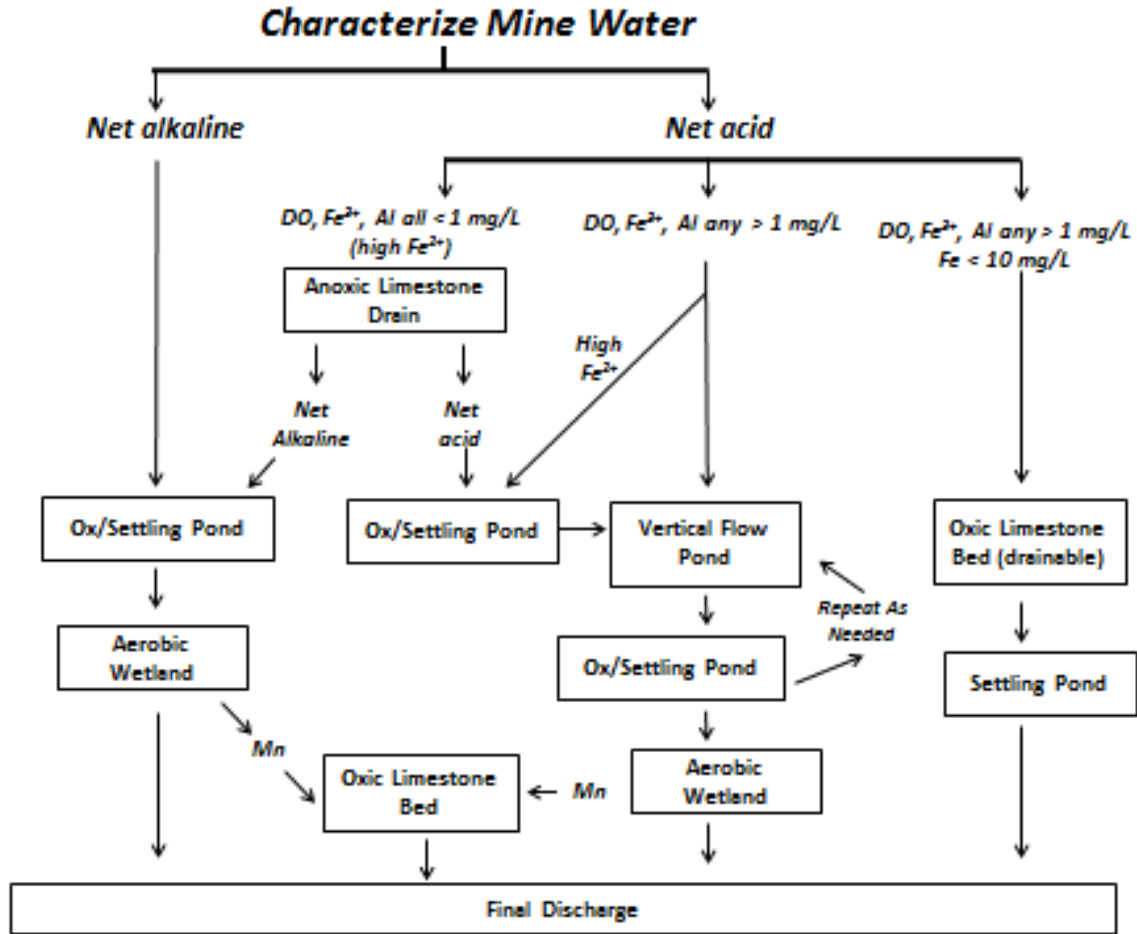 Characterize Mine Water
Net alkaline
Net acid
DO, Fe²⁺, Al all < 1 mg/L
(high Fe²⁺)
DO, Fe²⁺, Al any > 1 mg/L
DO, Fe²⁺, Al any > 1 mg/L
Fe < 10 mg/L
Anoxic Limestone
Drain
High
Fe²⁺
Net
Alkaline
Net
acid
Ox/Settling Pond
Ox/Settling Pond
Vertical Flow
Pond
Oxic Limestone
Bed (drainable)
Repeat As
Needed
Aerobic
Wetland
Ox/Settling Pond
Settling Pond
Mn
Oxic Limestone
Bed
Mn
Aerobic
Wetland
Final Discharge